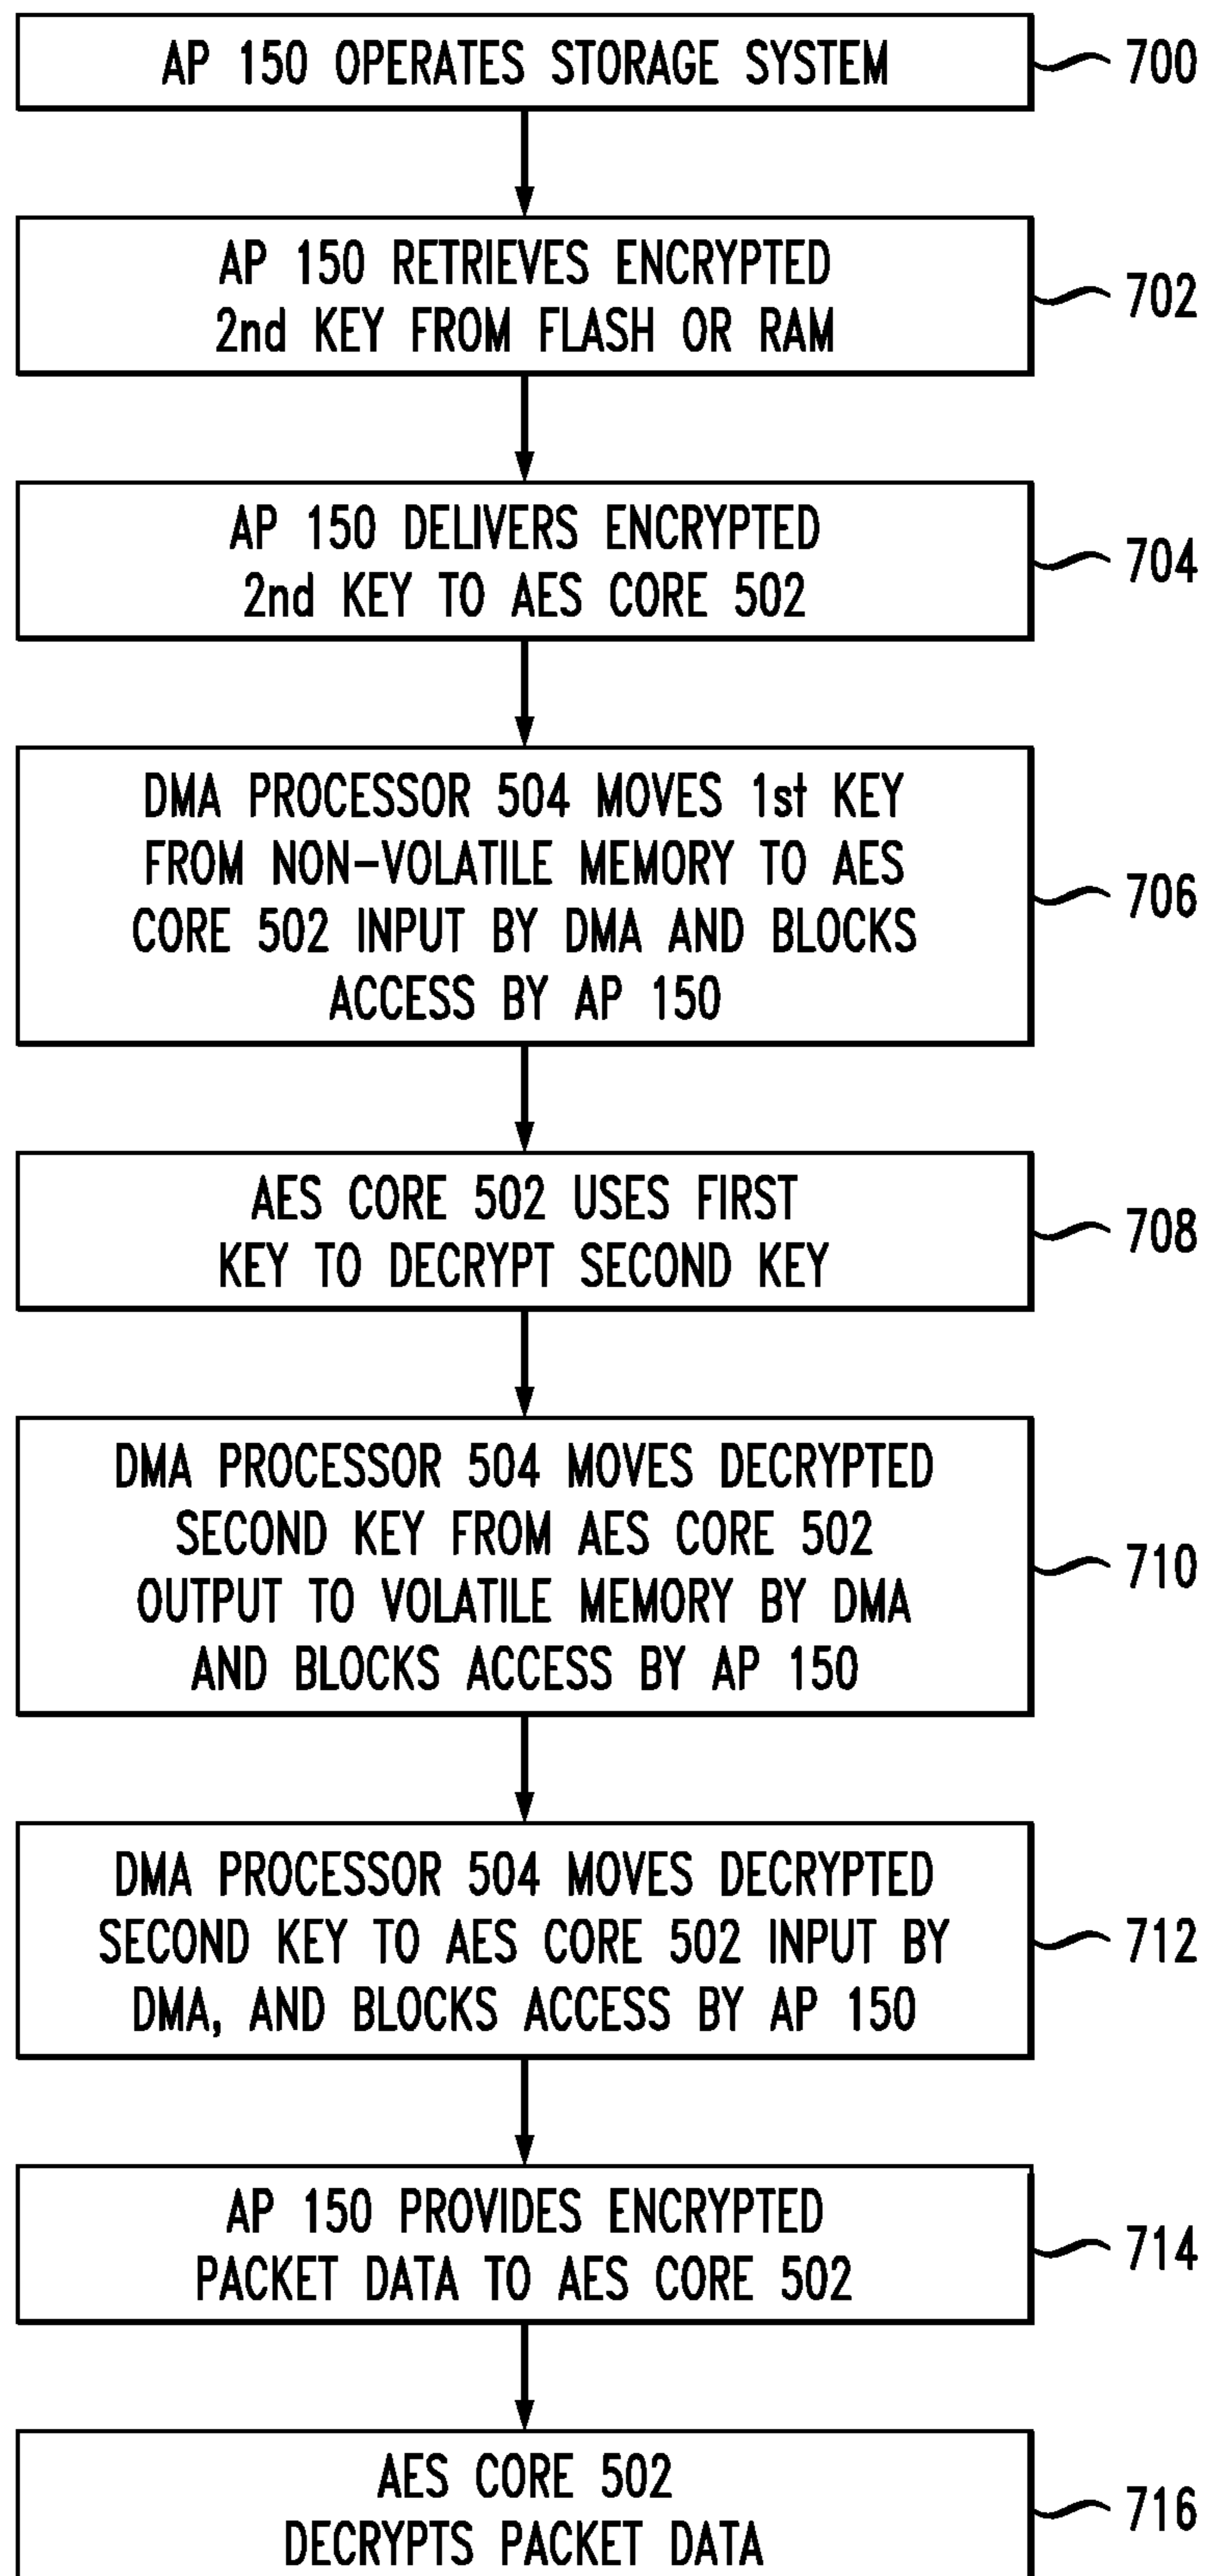 AP 150 OPERATES STORAGE SYSTEM
700
AP 150 RETRIEVES ENCRYPTED
2nd KEY FROM FLASH OR RAM
702
AP 150 DELIVERS ENCRYPTED
2nd KEY TO AES CORE 502
704
DMA PROCESSOR 504 MOVES 1st KEY
FROM NON-VOLATILE MEMORY TO AES
CORE 502 INPUT BY DMA AND BLOCKS
ACCESS BY AP 150
706
AES CORE 502 USES FIRST
KEY TO DECRYPT SECOND KEY
708
DMA PROCESSOR 504 MOVES DECRYPTED
SECOND KEY FROM AES CORE 502
OUTPUT TO VOLATILE MEMORY BY DMA
AND BLOCKS ACCESS BY AP 150
710
DMA PROCESSOR 504 MOVES DECRYPTED
SECOND KEY TO AES CORE 502 INPUT BY
DMA, AND BLOCKS ACCESS BY AP 150
712
AP 150 PROVIDES ENCRYPTED
PACKET DATA TO AES CORE 502
714
AES CORE 502
DECRYPTS PACKET DATA
716